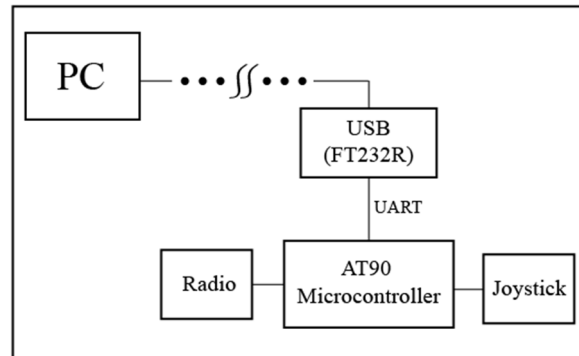 PC
USB
(FT232R)
UART
AT90
Microcontroller
Radio
Joystick